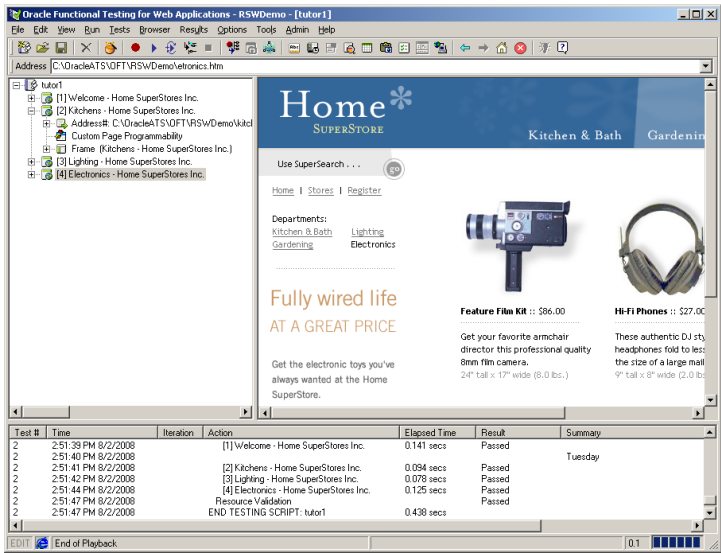 Oracle Functional Testing for Web Applications - RSWDemo - [tutor1]
File Edit View Run Tests Browser Results Options Tools Admin Help
Address C:\OracleATS\OFT\RSWDemo\etronics.htm
tutor1
[1] Welcome - Home SuperStores Inc.
[2] Kitchens - Home SuperStores Inc.
Address#: C:\OracleATS\OFT\RSWDemo\kitcl
Custom Page Programmability
Frame (Kitchens - Home SuperStores Inc.)
[3] Lighting - Home SuperStores Inc.
[4] Electronics - Home SuperStores Inc.
Home
SUPERSTORE
Kitchen & Bath Gardenin
Use SuperSearch . . . go
Home | Stores | Register
Departments:
Kitchen & Bath Lighting
Gardening Electronics
Fully wired life
AT A GREAT PRICE
Get the electronic toys you've
always wanted at the Home
SuperStore.
Feature Film Kit :: $86.00
Get your favorite armchair
director this professional quality
8mm film camera.
24" tall x 17" wide (8.0 lbs.)
Hi-Fi Phones :: $27.00
These authentic DJ sty
headphones fold to less
the size of a large mail
9" tall x 8" wide (2.0 lbs
Test # Time Iteration Action Elapsed Time Result Summary
2 2:51:39 PM 8/2/2008 [1] Welcome - Home SuperStores Inc. 0.141 secs Passed
2 2:51:40 PM 8/2/2008 Tuesday
2 2:51:41 PM 8/2/2008 [2] Kitchens - Home SuperStores Inc. 0.094 secs Passed
2 2:51:42 PM 8/2/2008 [3] Lighting - Home SuperStores Inc. 0.078 secs Passed
2 2:51:44 PM 8/2/2008 [4] Electronics - Home SuperStores Inc. 0.125 secs Passed
2 2:51:47 PM 8/2/2008 Resource Validation Passed
2 2:51:47 PM 8/2/2008 END TESTING SCRIPT: tutor1 0.438 secs
EDIT End of Playback 0.1